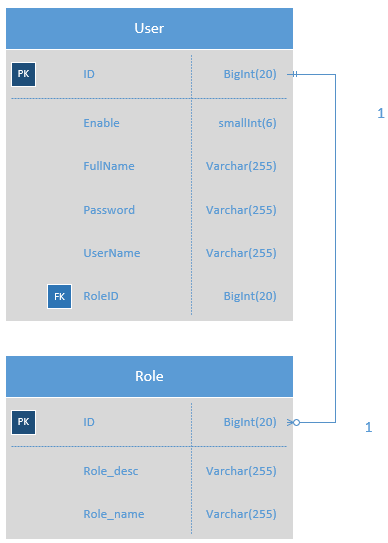 User
PK ID BigInt(20)
1
Enable smallInt(6)
FullName Varchar(255)
Password Varchar(255)
UserName Varchar(255)
FK RoleID BigInt(20)
Role
PK ID BigInt(20)
1
Role_desc Varchar(255)
Role_name Varchar(255)